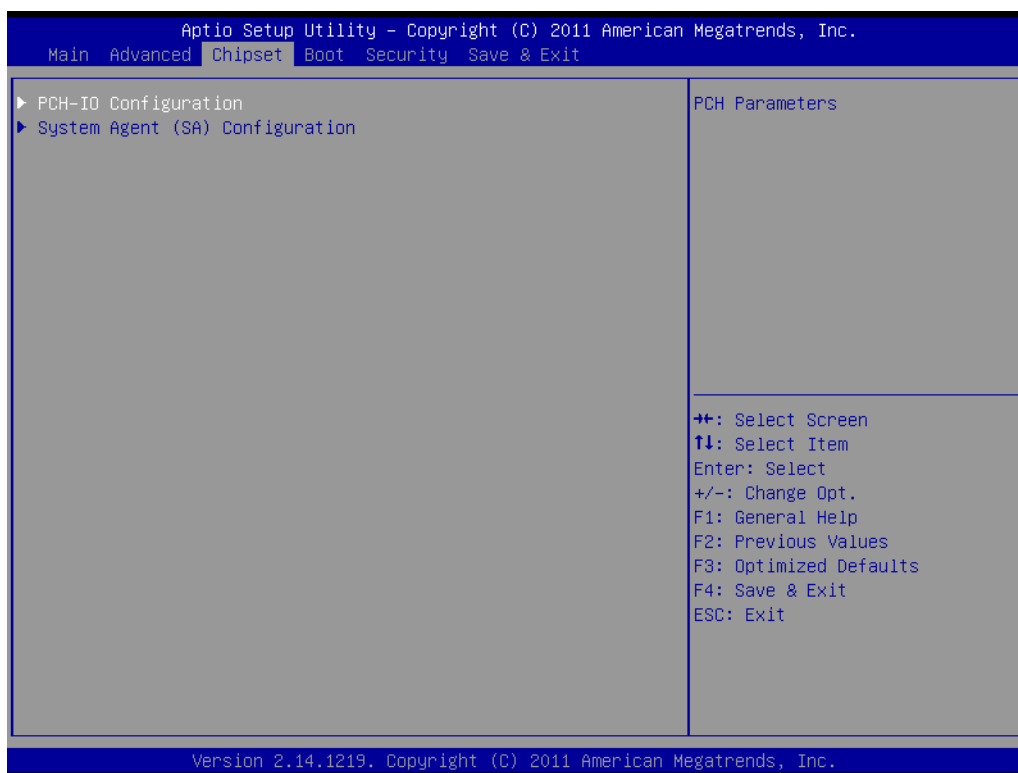 Aptio Setup Utility – Copyright (C) 2011 American Megatrends, Inc.
Main Advanced Chipset Boot Security Save & Exit
► PCH-IO Configuration
► System Agent (SA) Configuration
PCH Parameters
→←: Select Screen
↑↓: Select Item
Enter: Select
+/-: Change Opt.
F1: General Help
F2: Previous Values
F3: Optimized Defaults
F4: Save & Exit
ESC: Exit
Version 2.14.1219. Copyright (C) 2011 American Megatrends, Inc.